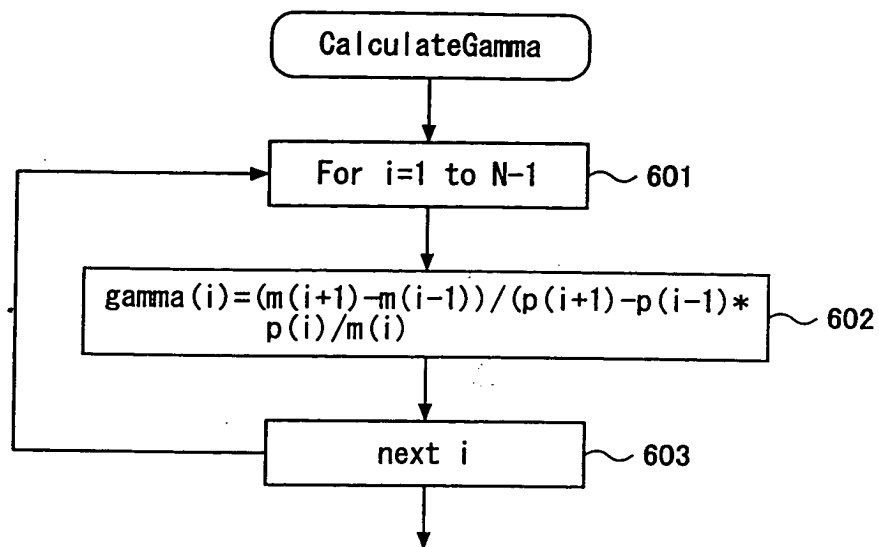 CalculateGamma
For i=1 to N-1
601
gamma(i)=(m(i+1)-m(i-1))/(p(i+1)-p(i-1)*
p(i)/m(i)
602
next i
603